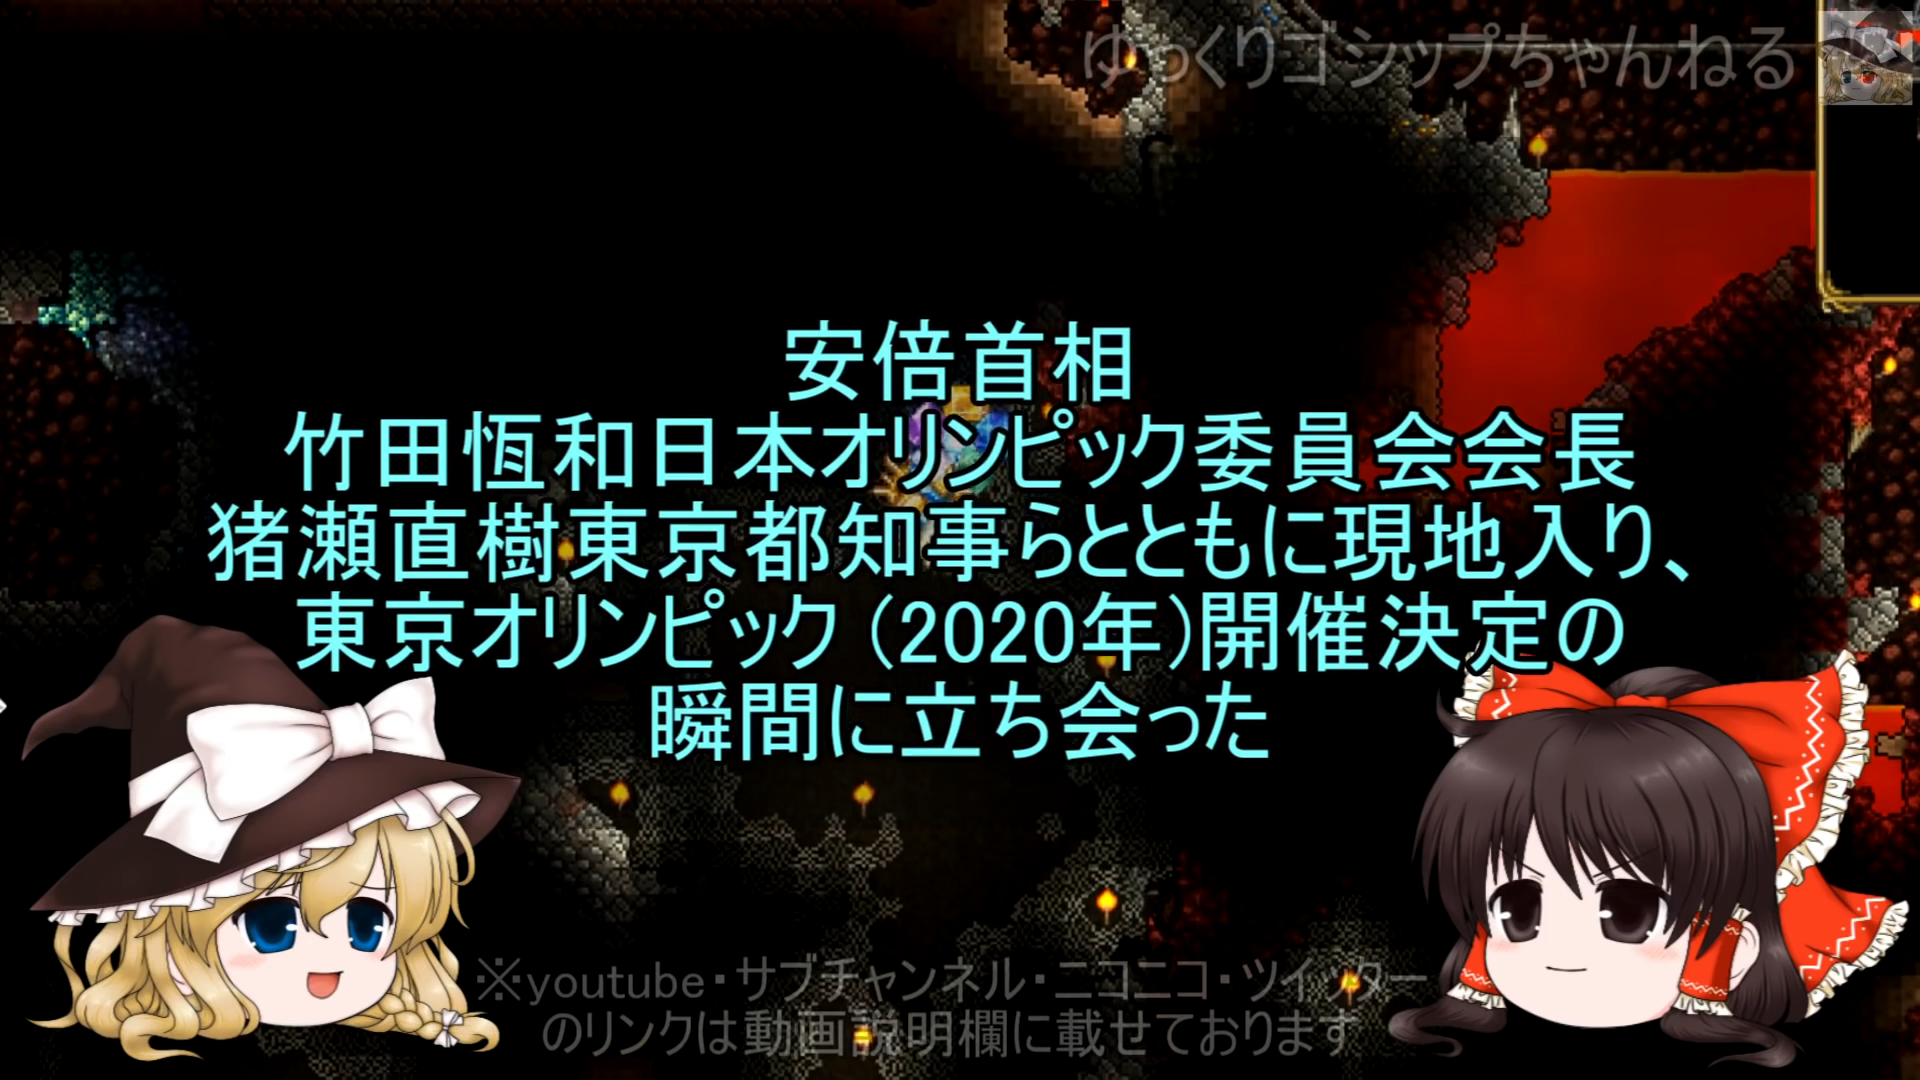 ゆっくりゴシップちゃんねる
安倍首相
竹田恆和日本オリンピック委員会会長
猪瀬直樹東京都知事らとともに現地入り、
東京オリンピック (2020年)開催決定の
瞬間に立ち会った
※youtube・サブチャンネル・ニコニコ・ツイッター
のリンクは動画説明欄に載せております